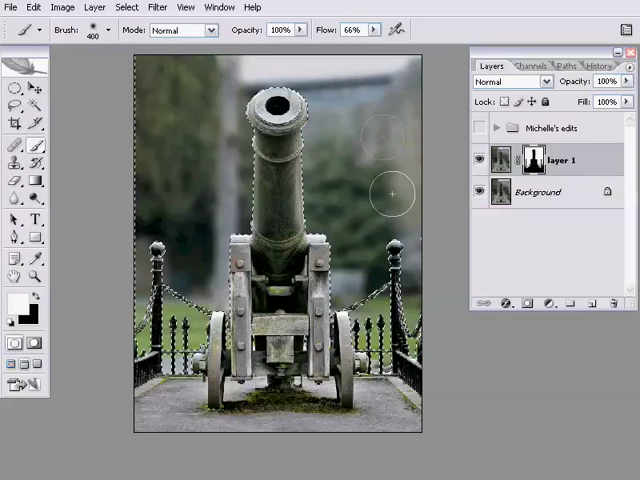 File Edit Image Layer Select Filter View Window Help
Brush: 400 Mode: Normal Opacity: 100% Flow: 66%
Layers Channels Paths History
Normal Opacity: 100%
Lock: Fill: 100%
Michelle's edits
layer 1
Background
T